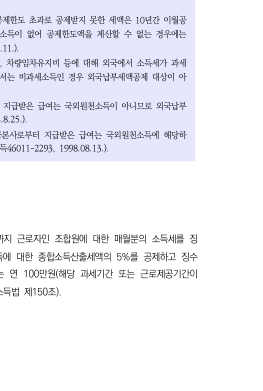 공제한도 초과로 공제받지 못한 세액은 10년간 이월공
소득이 없어 공제한도액을 계산할 수 없는 경우에는
.11.).
, 차량임차유지비 등에 대해 외국에서 소득세가 과세
서는 비과세소득인 경우 외국납부세액공제 대상이 아
지급받은 급여는 국외원천소득이 아니므로 외국납부
.8.25.).
국본사로부터 지급받은 급여는 국외원천소득에 해당하
득46011-2293, 1998.08.13.).
까지 근로자인 조합원에 대한 매월분의 소득세를 징
득에 대한 종합소득산출세액의 5%를 공제하고 징수
는 연 100만원(해당 과세기간 또는 근로제공기간이
소득법 제150조).